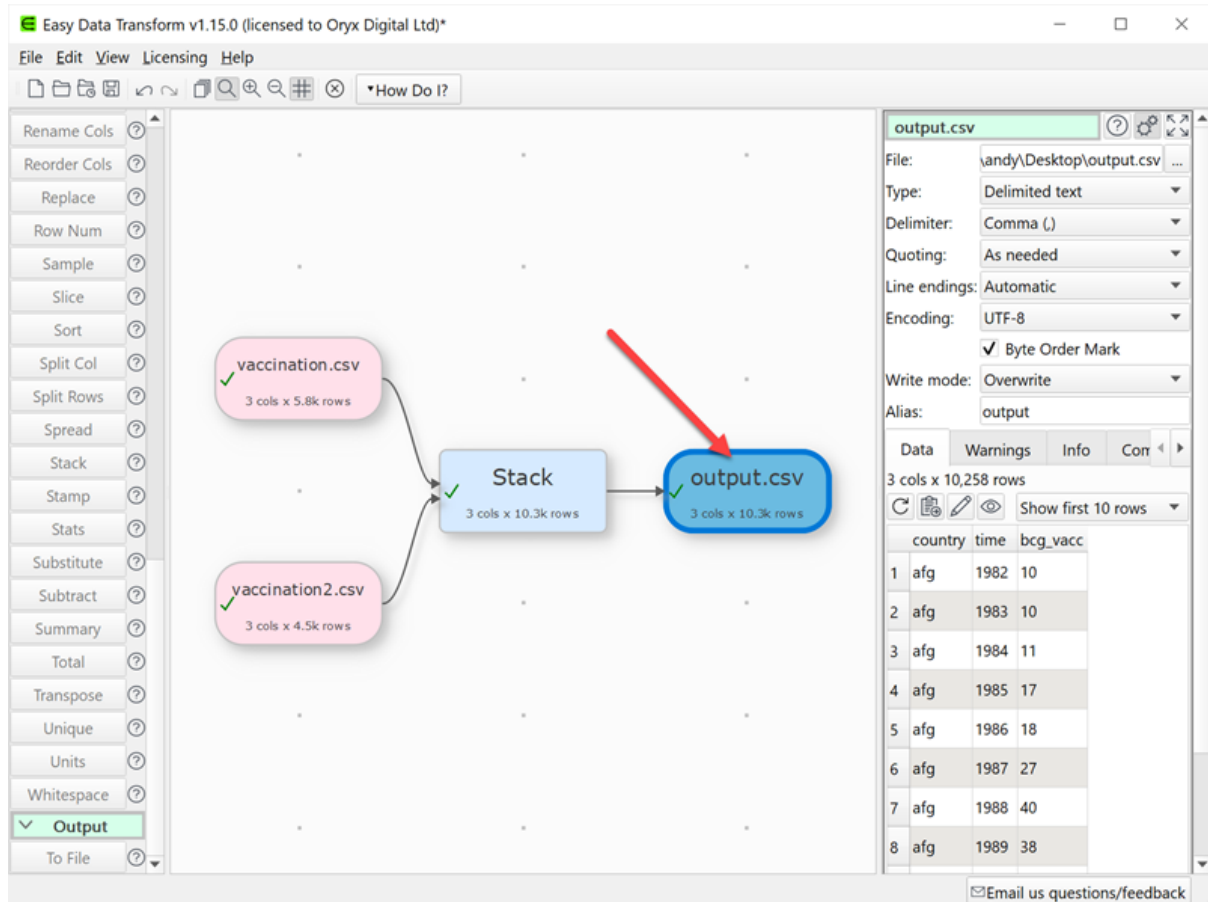 Easy Data Transform v1.15.0 (licensed to Oryx Digital Ltd)*
File Edit View Licensing Help
▾How Do I?
Rename Cols
Reorder Cols
Replace
Row Num
Sample
Slice
Sort
Split Col
Split Rows
Spread
Stack
Stamp
Stats
Substitute
Subtract
Summary
Total
Transpose
Unique
Units
Whitespace
Output
To File
vaccination.csv
3 cols x 5.8k rows
Stack
3 cols x 10.3k rows
output.csv
3 cols x 10.3k rows
vaccination2.csv
3 cols x 4.5k rows
output.csv
File: \andy\Desktop\output.csv ...
Type: Delimited text
Delimiter: Comma (,)
Quoting: As needed
Line endings: Automatic
Encoding: UTF-8
Byte Order Mark
Write mode: Overwrite
Alias: output
Data Warnings Info
3 cols x 10,258 rows
Show first 10 rows
country time bcg_vacc
1 afg 1982 10
2 afg 1983 10
3 afg 1984 11
4 afg 1985 17
5 afg 1986 18
6 afg 1987 27
7 afg 1988 40
8 afg 1989 38
Email us questions/feedback